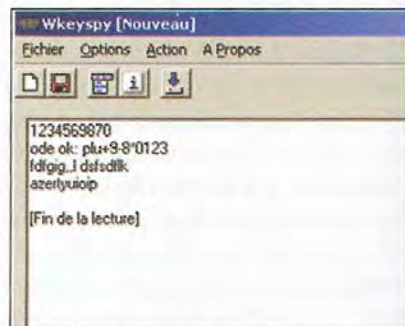 Wkeyspy [Nouveau]
Fichier Options Action A Propos
1234569870
ode ok: plu+9-8*0123
fdfgig,,l dsfsdflk
azertyuioip
[Fin de la lecture]